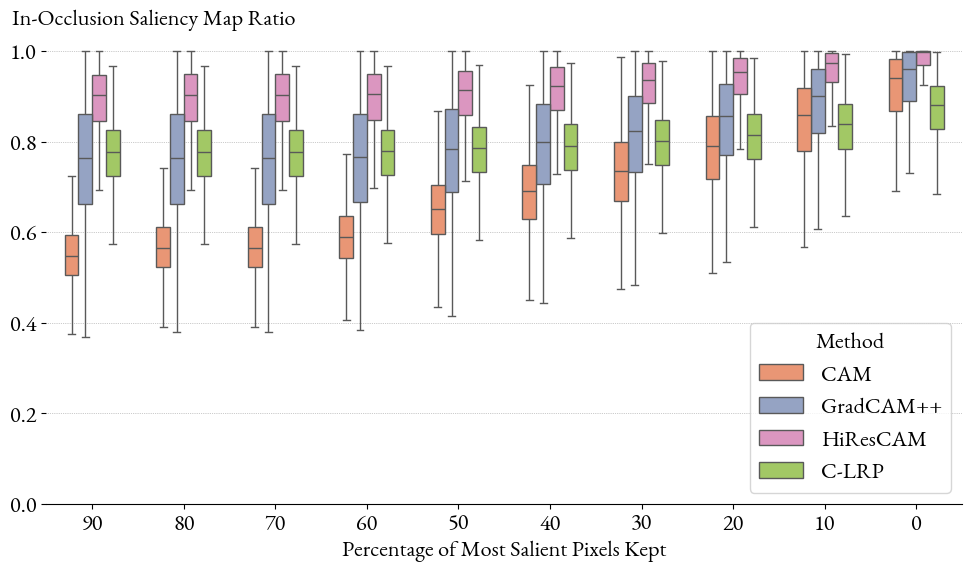 In-Occlusion Saliency Map Ratio
1.0
0.8
0.6
0.4
0.2
0.0
Method
CAM
GradCAM++
HiResCAM
C-LRP
90 80 70 60 50 40 30 20 10 0
Percentage of Most Salient Pixels Kept